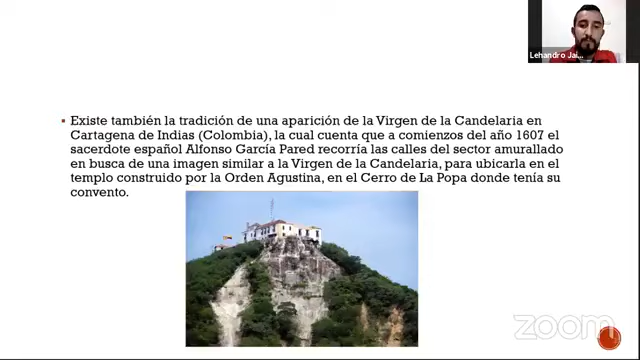 Lehandro Jai...
▪ Existe también la tradición de una aparición de la Virgen de la Candelaria en
Cartagena de Indias (Colombia), la cual cuenta que a comienzos del año 1607 el
sacerdote español Alfonso García Pared recorría las calles del sector amurallado
en busca de una imagen similar a la Virgen de la Candelaria, para ubicarla en el
templo construido por la Orden Agustina, en el Cerro de La Popa donde tenía su
convento.
zoom